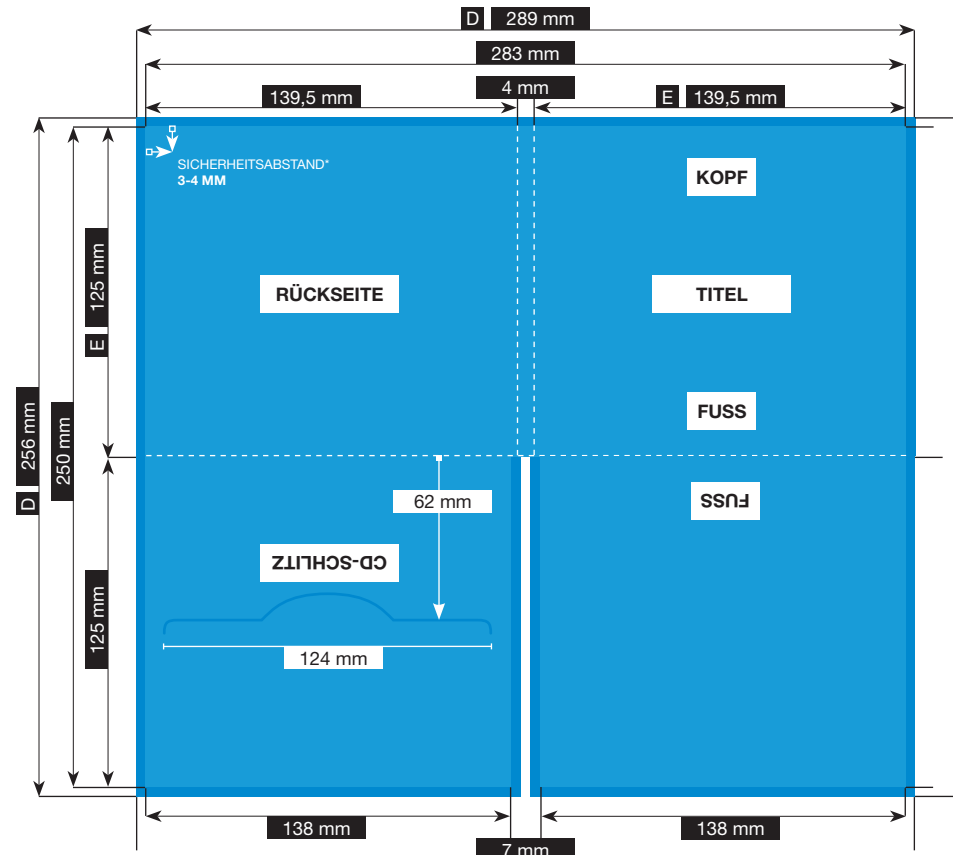 D 289 mm
283 mm
4 mm
139,5 mm
E 139,5 mm
SICHERHEITSABSTAND*
3-4 MM
KOPF
125 mm
E
RÜCKSEITE
TITEL
FUSS
256 mm
D
250 mm
62 mm
FUSS
CD-SCHLITZ
125 mm
124 mm
138 mm
138 mm
7 mm